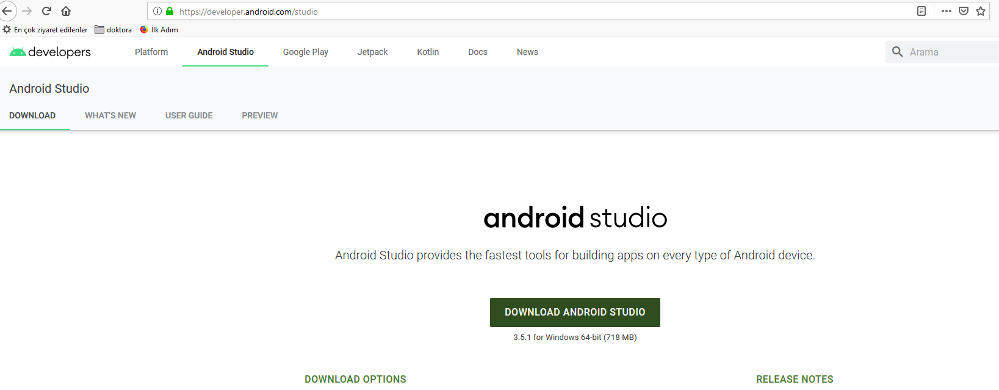 https://developer.android.com/studio
En çok ziyaret edilenler doktora İlk Adım
developers Platform Android Studio Google Play Jetpack Kotlin Docs News Arama
Android Studio
DOWNLOAD WHAT'S NEW USER GUIDE PREVIEW
android studio
Android Studio provides the fastest tools for building apps on every type of Android device.
DOWNLOAD ANDROID STUDIO
3.5.1 for Windows 64-bit (718 MB)
DOWNLOAD OPTIONS RELEASE NOTES